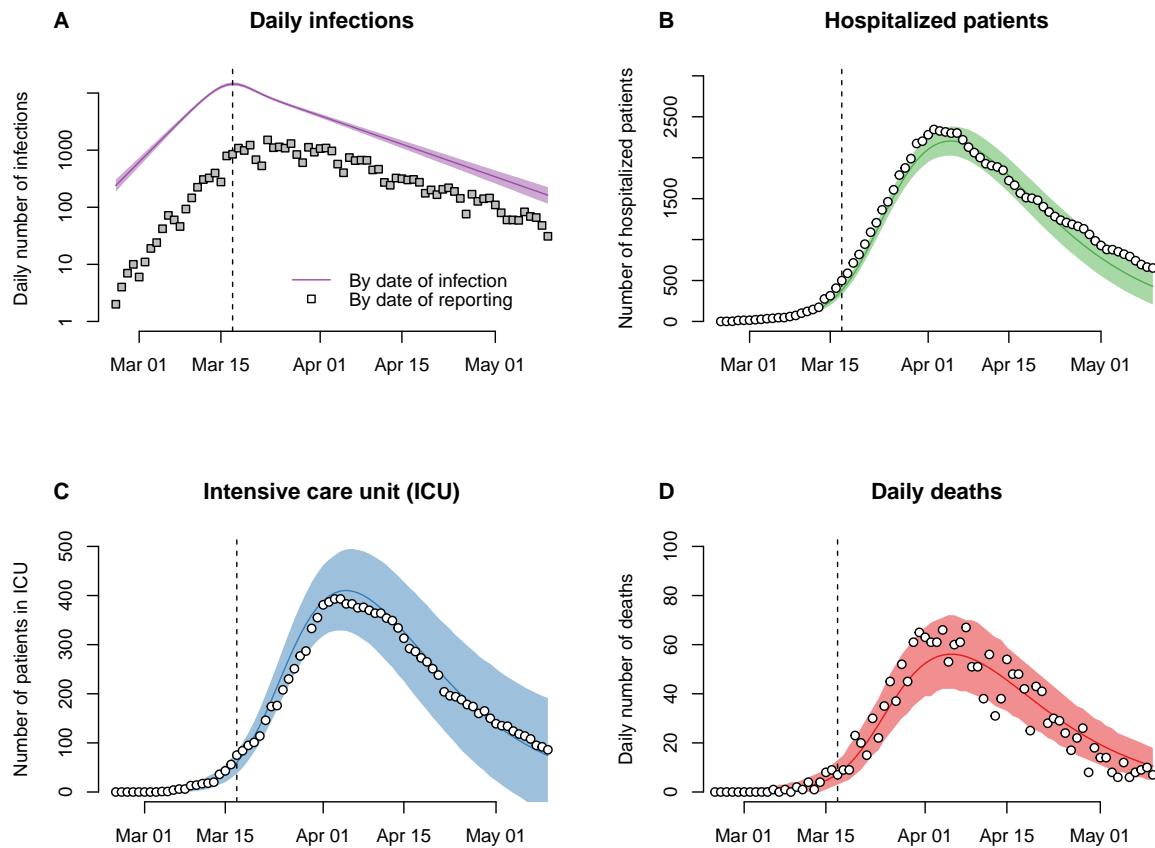 A Daily infections
Daily number of infections
1 10 100 1000
By date of infection
By date of reporting
Mar 01 Mar 15 Apr 01 Apr 15 May 01
B Hospitalized patients
Number of hospitalized patients
0 500 1500 2500
Mar 01 Mar 15 Apr 01 Apr 15 May 01
C Intensive care unit (ICU)
Number of patients in ICU
0 100 200 300 400 500
Mar 01 Mar 15 Apr 01 Apr 15 May 01
D Daily deaths
Daily number of deaths
0 20 40 60 80 100
Mar 01 Mar 15 Apr 01 Apr 15 May 01